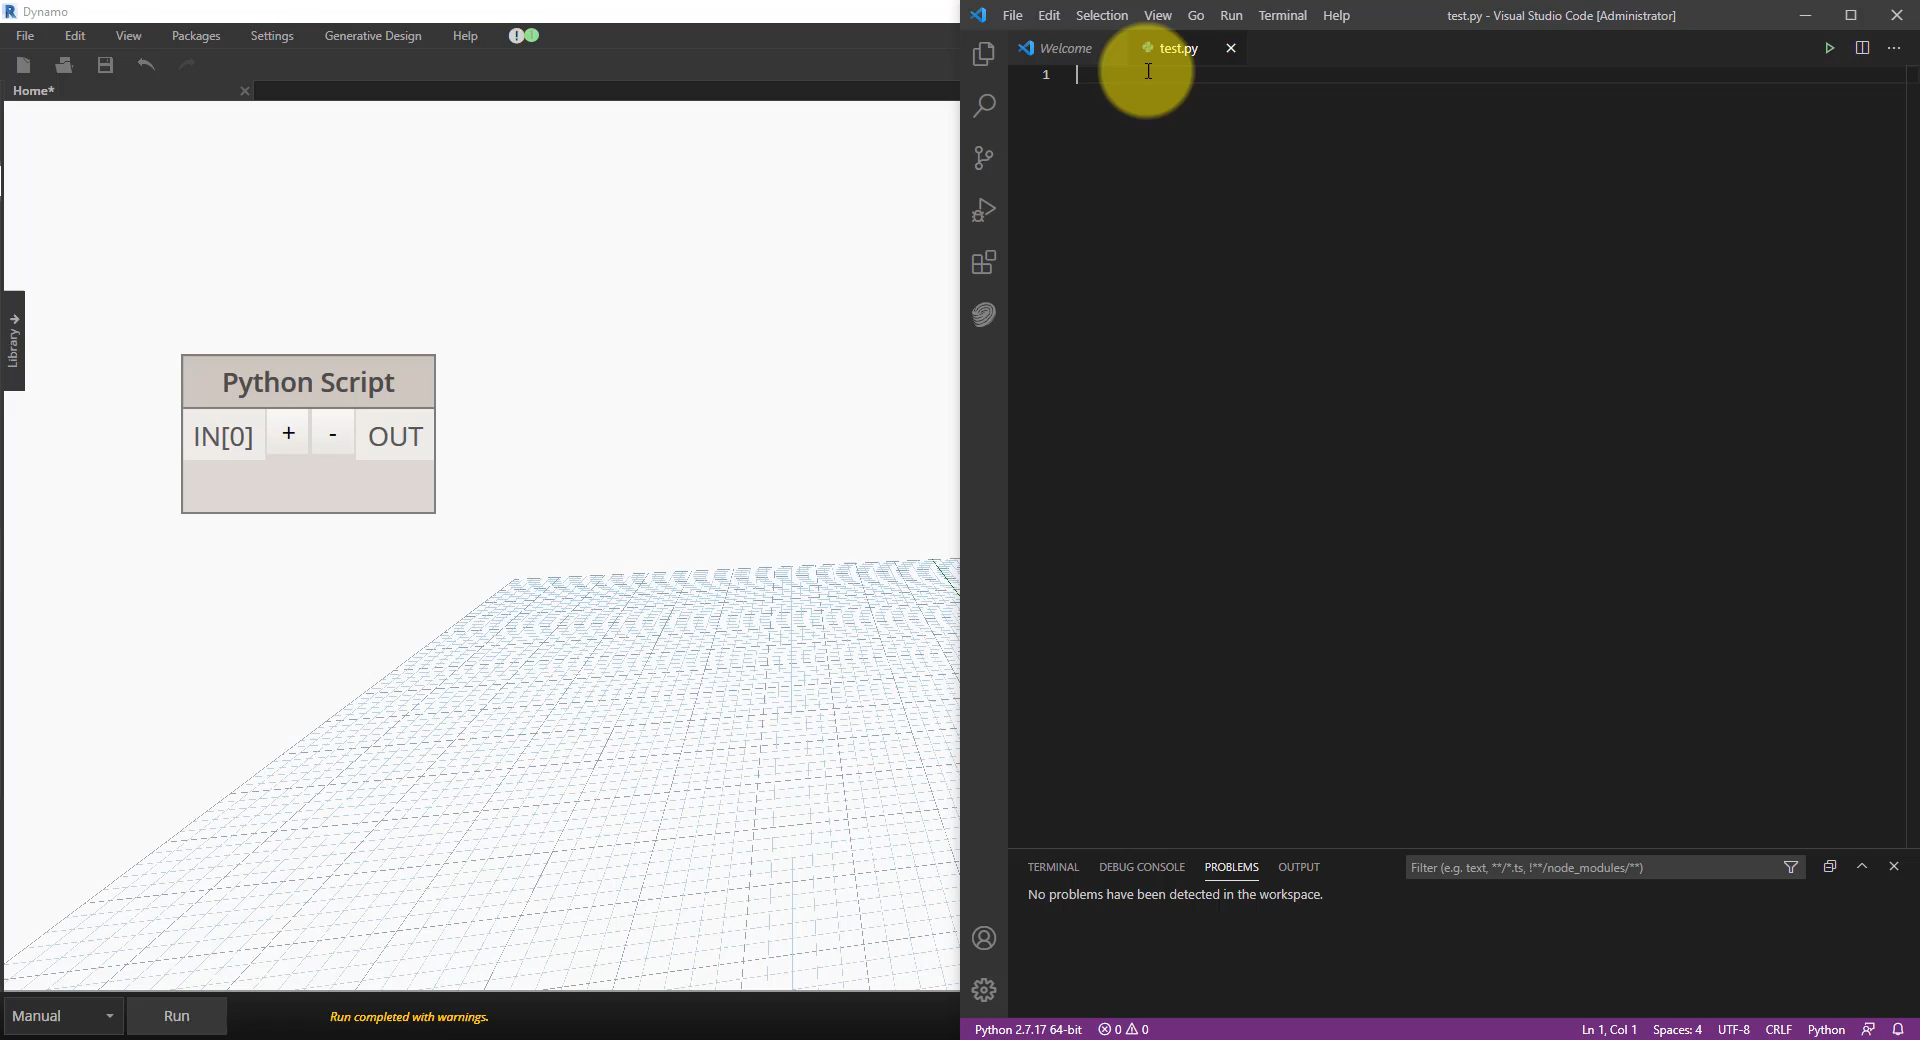 Dynamo
File Edit View Packages Settings Generative Design Help
Home*
Library
Python Script
IN[0] + - OUT
Manual Run Run completed with warnings.
File Edit Selection View Go Run Terminal Help test.py - Visual Studio Code [Administrator]
Welcome test.py
1
TERMINAL DEBUG CONSOLE PROBLEMS OUTPUT Filter (e.g. text, **/*.ts, !**/node_modules/**)
No problems have been detected in the workspace.
Python 2.7.17 64-bit 0 0 Ln 1, Col 1 Spaces: 4 UTF-8 CRLF Python